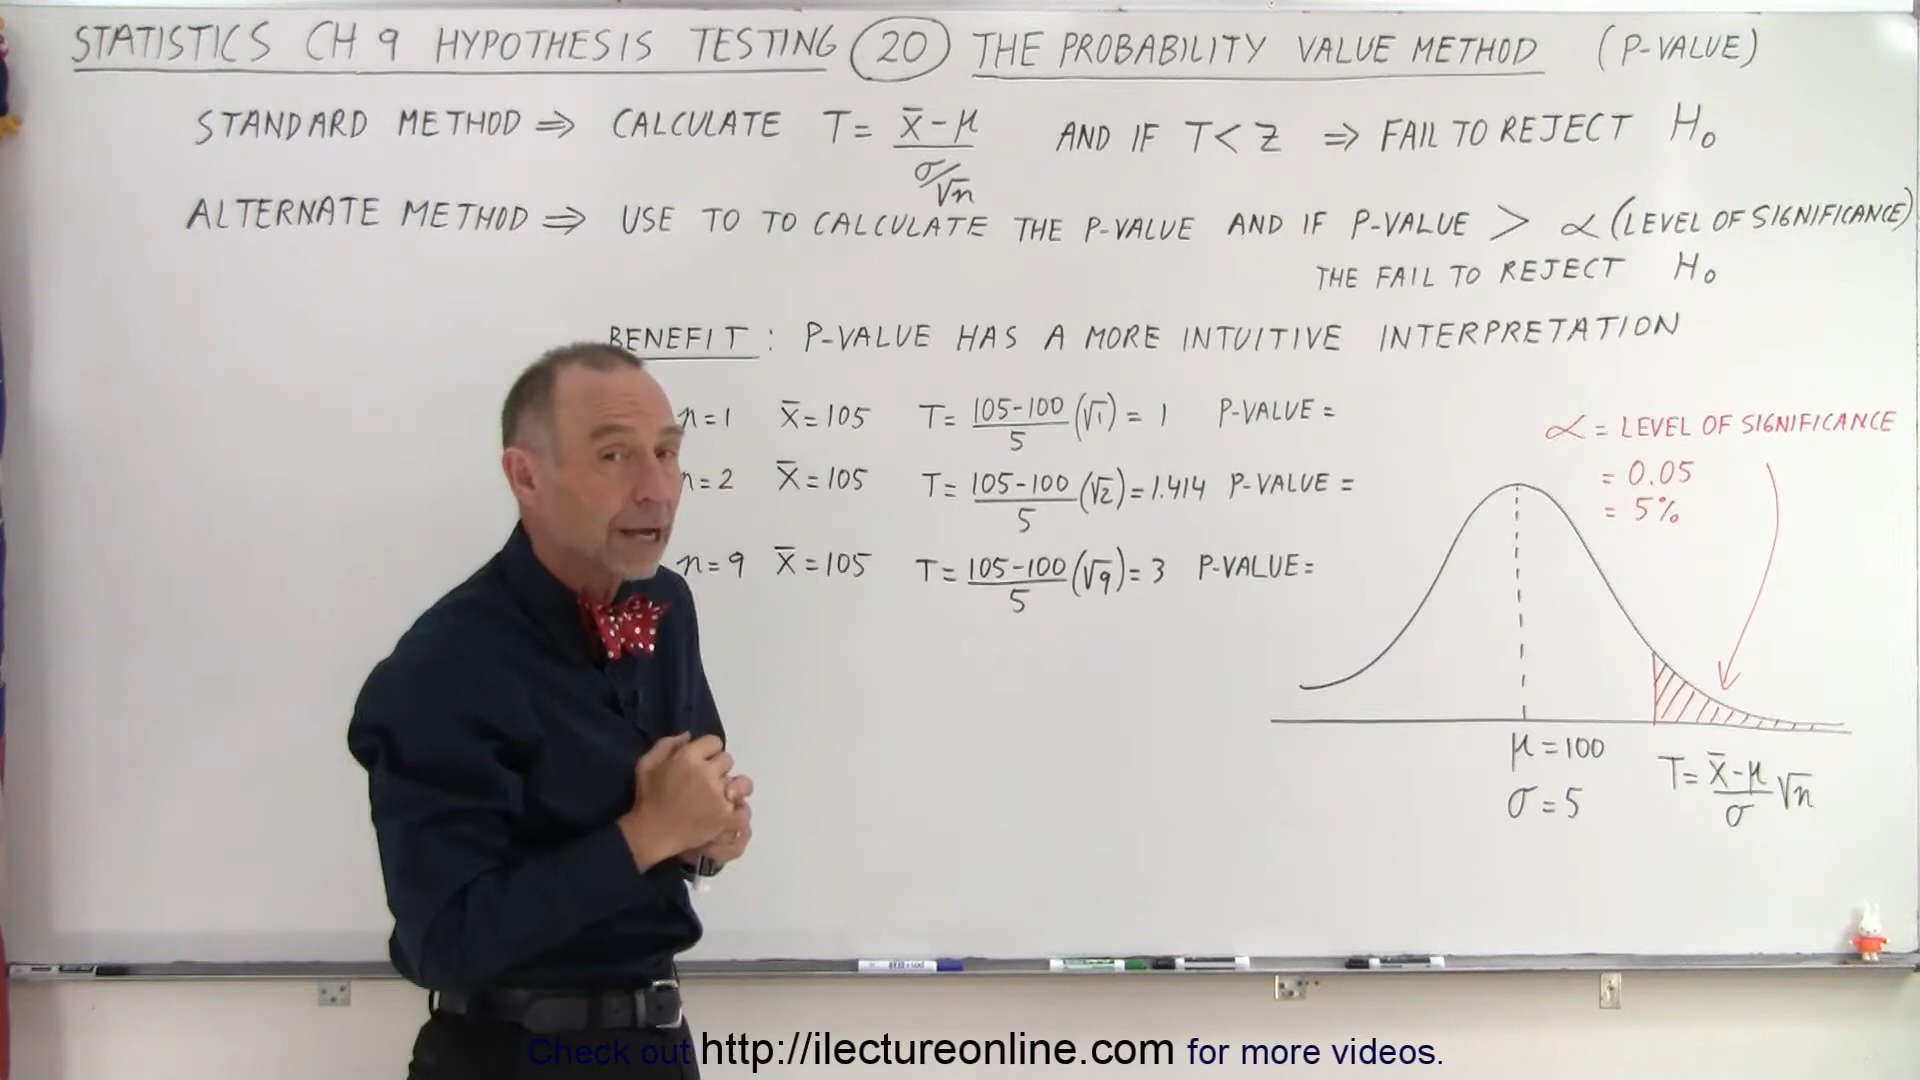 STATISTICS CH 9 HYPOTHESIS TESTING 20 THE PROBABILITY VALUE METHOD (P-VALUE)
STANDARD METHOD ⇒ CALCULATE T = (x̄ - μ)/(σ/√n) AND IF T < Z ⇒ FAIL TO REJECT H₀
ALTERNATE METHOD ⇒ USE TO TO CALCULATE THE P-VALUE AND IF P-VALUE > α (LEVEL OF SIGNIFICANCE)
THE FAIL TO REJECT H₀
BENEFIT : P-VALUE HAS A MORE INTUITIVE INTERPRETATION
n = 1 x̄ = 105 T = (105-100)/5 (√1) = 1 P-VALUE =
n = 2 x̄ = 105 T = (105-100)/5 (√2) = 1.414 P-VALUE =
n = 9 x̄ = 105 T = (105-100)/5 (√9) = 3 P-VALUE =
α = LEVEL OF SIGNIFICANCE
= 0.05
= 5%
μ = 100
σ = 5
T = (x̄ - μ)/σ √n
Check out http://ilectureonline.com for more videos.